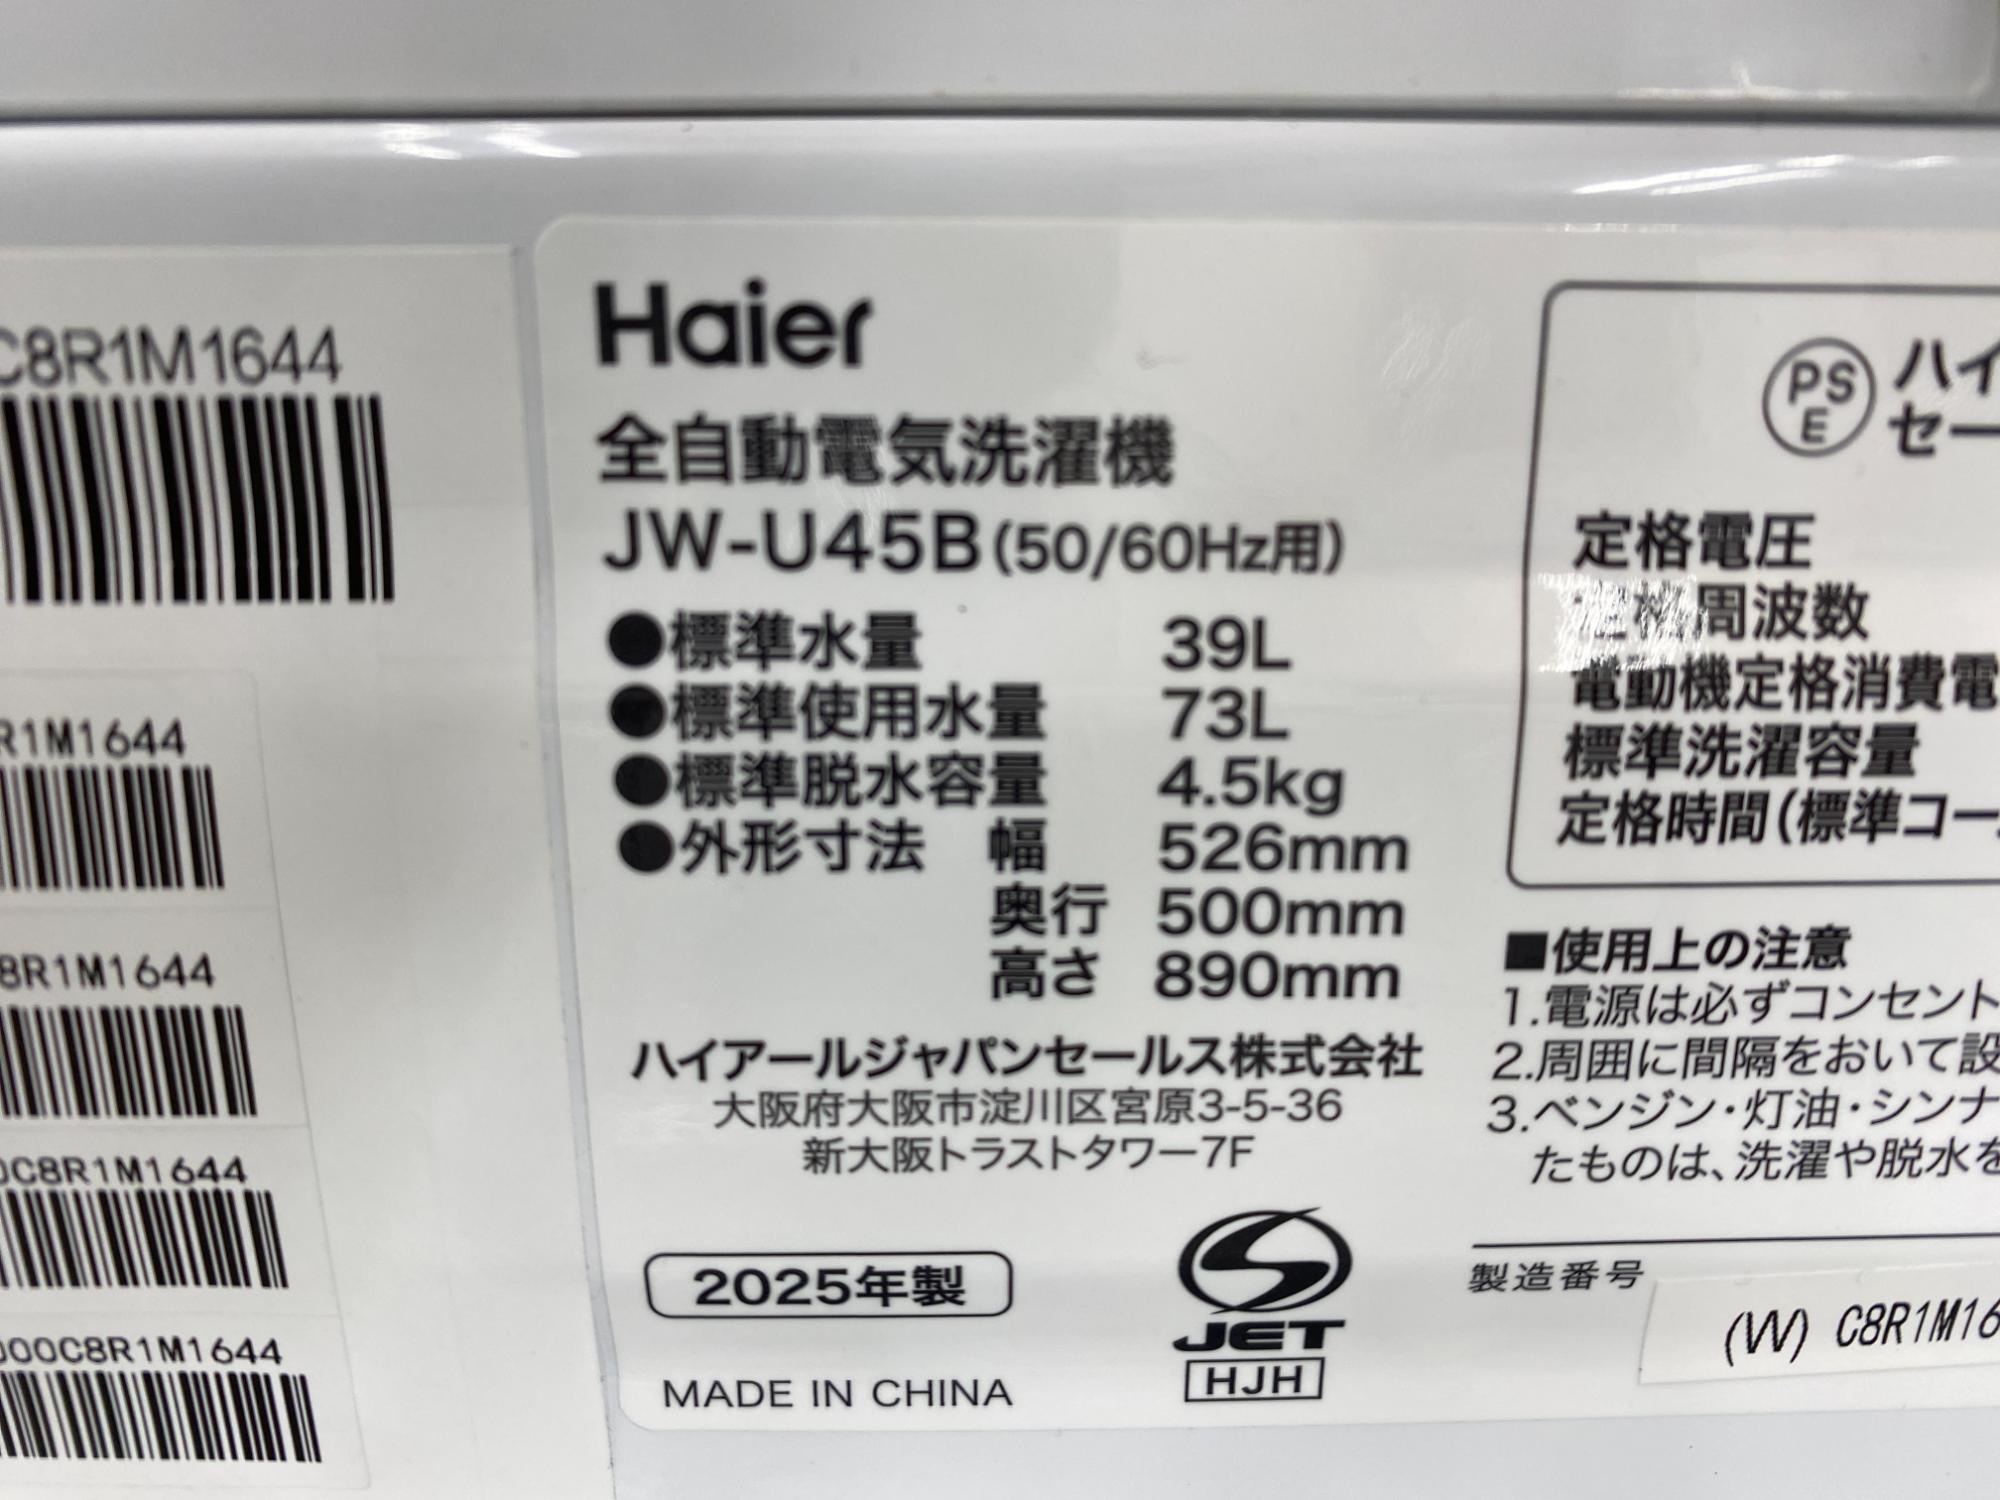 C8R1M1644
R1M1644
8R1M1644
0C8R1M1644
000C8R1M1644
Haier
全自動電気洗濯機
JW-U45B(50/60Hz用)
●標準水量 39L
●標準使用水量 73L
●標準脱水容量 4.5kg
●外形寸法 幅 526mm
奥行 500mm
高さ 890mm
ハイアールジャパンセールス株式会社
大阪府大阪市淀川区宮原3-5-36
新大阪トラストタワー7F
2025年製
MADE IN CHINA
JET
HJH
PS
E
ハイ
セー
定格電圧
定格周波数
電動機定格消費電
標準洗濯容量
定格時間(標準コー
■使用上の注意
1.電源は必ずコンセント
2.周囲に間隔をおいて設
3.ベンジン・灯油・シンナ
たものは、洗濯や脱水を
製造番号
(W) C8R1M16